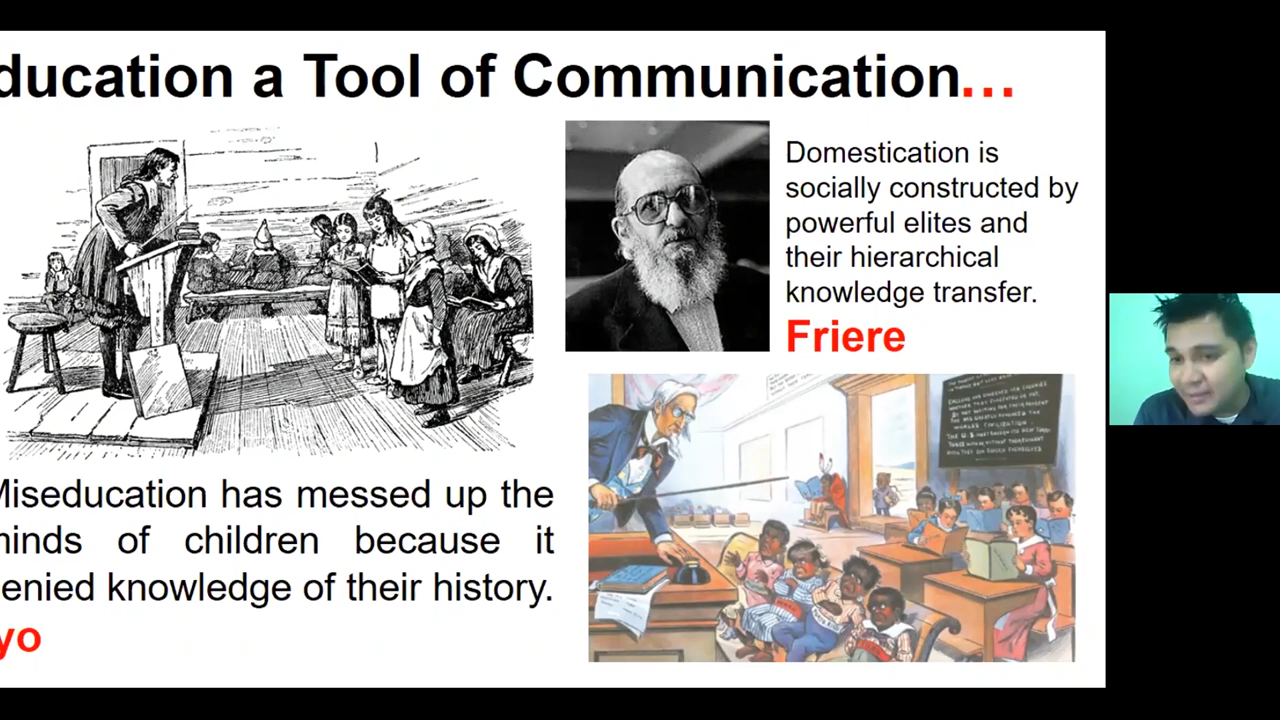 ducation a Tool of Communication...
Domestication is
socially constructed by
powerful elites and
their hierarchical
knowledge transfer.
Friere
Miseducation has messed up the
minds of children because it
enied knowledge of their history.
yo